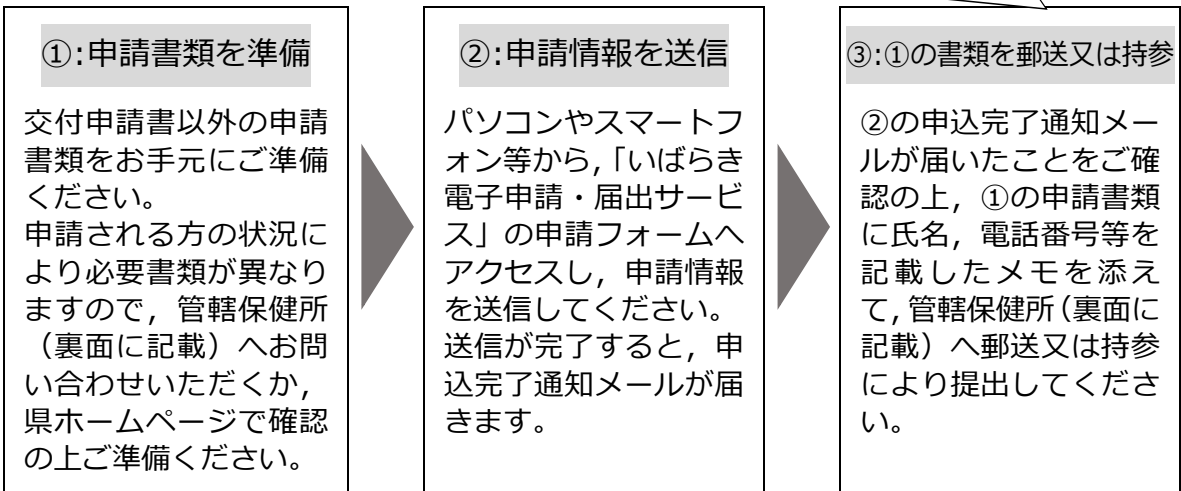 ①:申請書類を準備
交付申請書以外の申請
書類をお手元にご準備
ください。
申請される方の状況に
より必要書類が異なり
ますので，管轄保健所
（裏面に記載）へお問
い合わせいただくか，
県ホームページで確認
の上ご準備ください。
②:申請情報を送信
パソコンやスマートフ
ォン等から，「いばらき
電子申請・届出サービ
ス」の申請フォームへ
アクセスし，申請情報
を送信してください。
送信が完了すると，申
込完了通知メールが届
きます。
③:①の書類を郵送又は持参
②の申込完了通知メー
ルが届いたことをご確
認の上，①の申請書類
に氏名，電話番号等を
記載したメモを添え
て，管轄保健所（裏面に
記載）へ郵送又は持参
により提出してくださ
い。